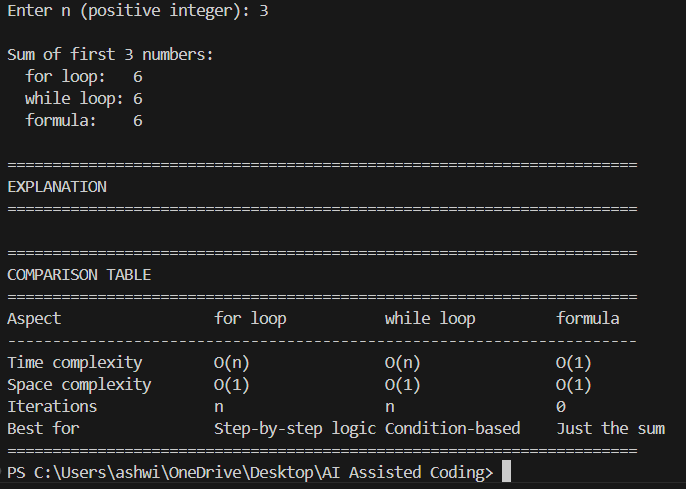 Enter n (positive integer): 3

Sum of first 3 numbers:
  for loop:   6
  while loop: 6
  formula:    6

======================================================================
EXPLANATION
======================================================================

======================================================================
COMPARISON TABLE
======================================================================
Aspect                 for loop           while loop         formula
----------------------------------------------------------------------
Time complexity        O(n)               O(n)               O(1)
Space complexity       O(1)               O(1)               O(1)
Iterations             n                  n                  0
Best for               Step-by-step logic Condition-based    Just the sum
======================================================================
PS C:\Users\ashwi\OneDrive\Desktop\AI Assisted Coding>